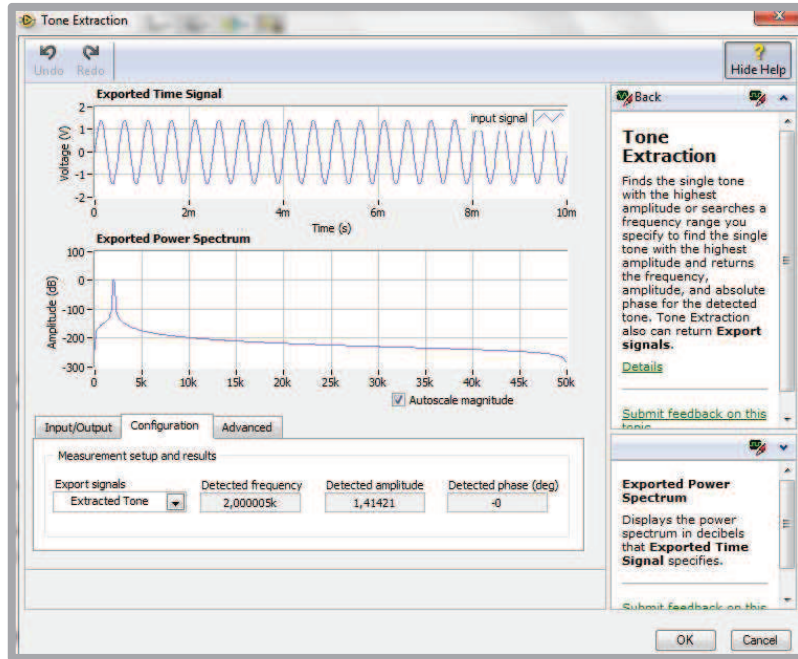 Tone Extraction
Undo Redo
Hide Help
Exported Time Signal
input signal
Voltage (V)
2
1
0
-1
-2
0 2m 4m 6m 8m 10m
Time (s)
Exported Power Spectrum
Amplitude (dB)
100
0
-100
-200
-300
0 5k 10k 15k 20k 25k 30k 35k 40k 45k 50k
Autoscale magnitude
Input/Output Configuration Advanced
Measurement setup and results
Export signals Detected frequency Detected amplitude Detected phase (deg)
Extracted Tone 2,000005k 1,41421 -0
Back
Tone
Extraction
Finds the single tone
with the highest
amplitude or searches a
frequency range you
specify to find the single
tone with the highest
amplitude and returns
the frequency,
amplitude, and absolute
phase for the detected
tone. Tone Extraction
also can return Export
signals.
Details
Submit feedback on this
topic
Exported Power
Spectrum
Displays the power
spectrum in decibels
that Exported Time
Signal specifies.
Submit feedback on this
OK Cancel